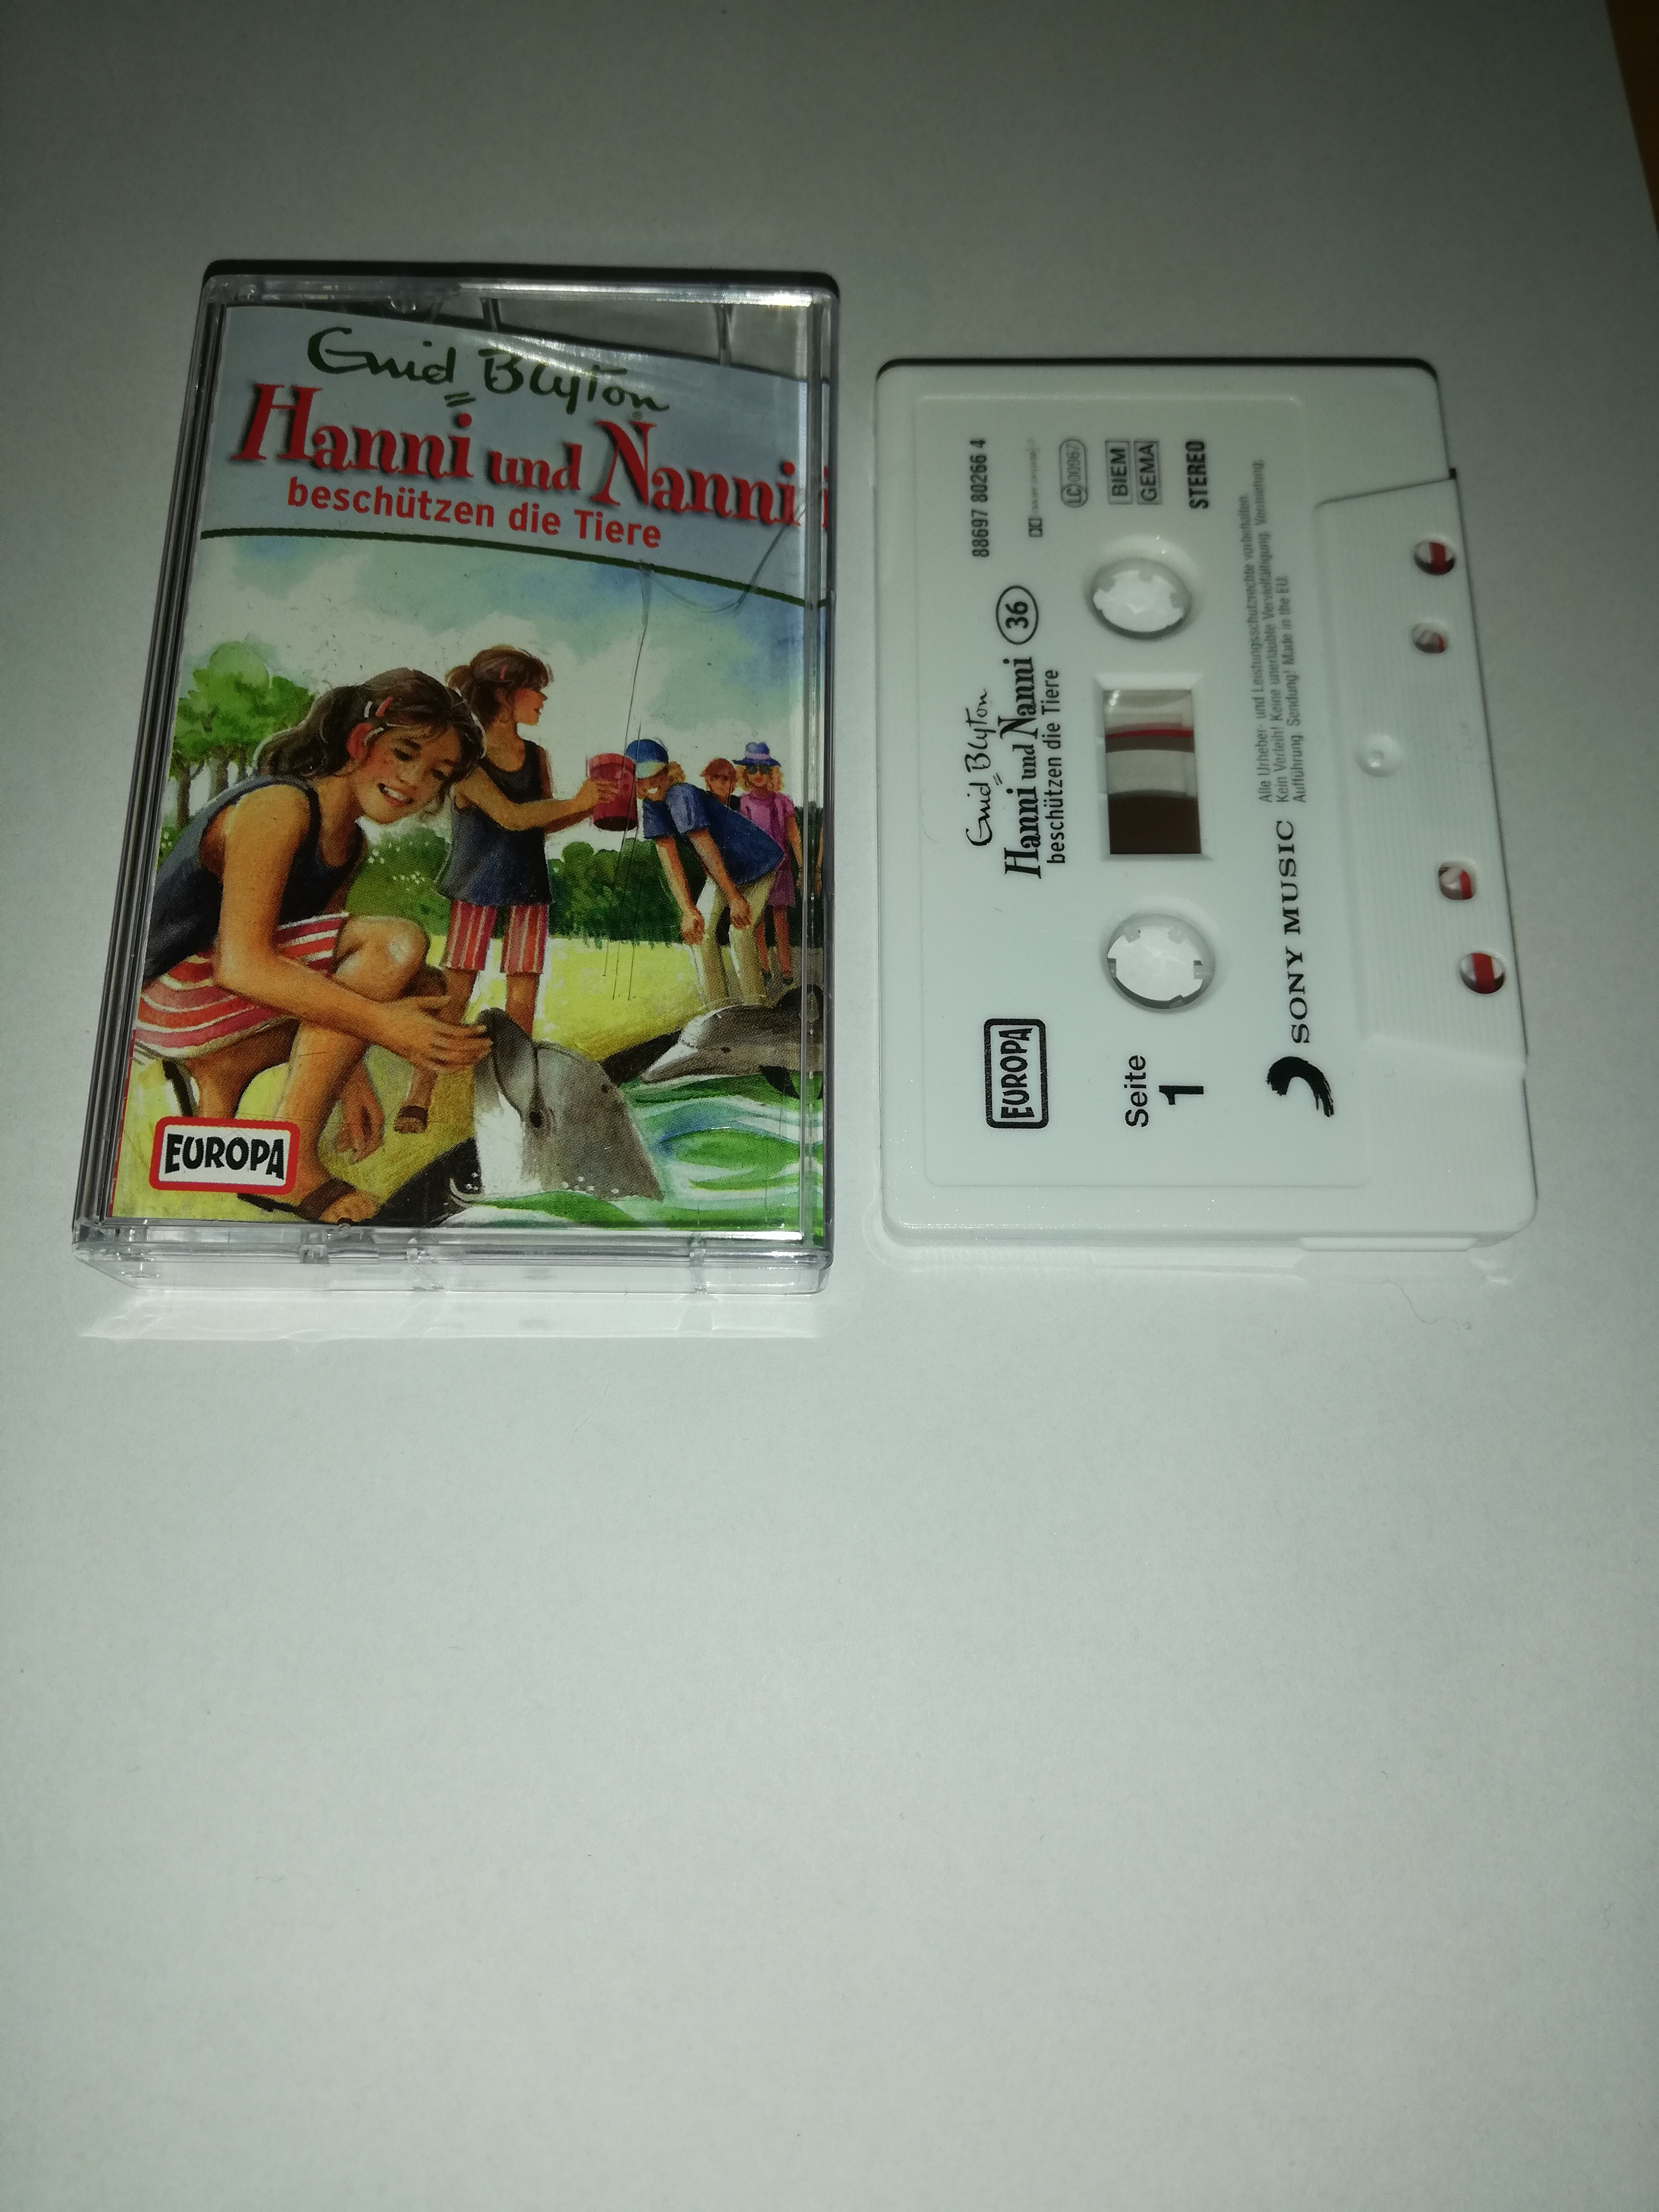 Enid Blyton
Hanni und Nanni
beschützen die Tiere
EUROPA
EUROPA
Enid Blyton
Hanni und Nanni 36
beschützen die Tiere
88697 80266 4
LC 00967
BIEM
GEMA
STEREO
Seite
1
SONY MUSIC
Alle Urheber- und Leistungsschutzrechte vorbehalten.
Kein Verleih! Keine unerlaubte Vervielfältigung, Vermietung,
Aufführung, Sendung! Made in the EU.